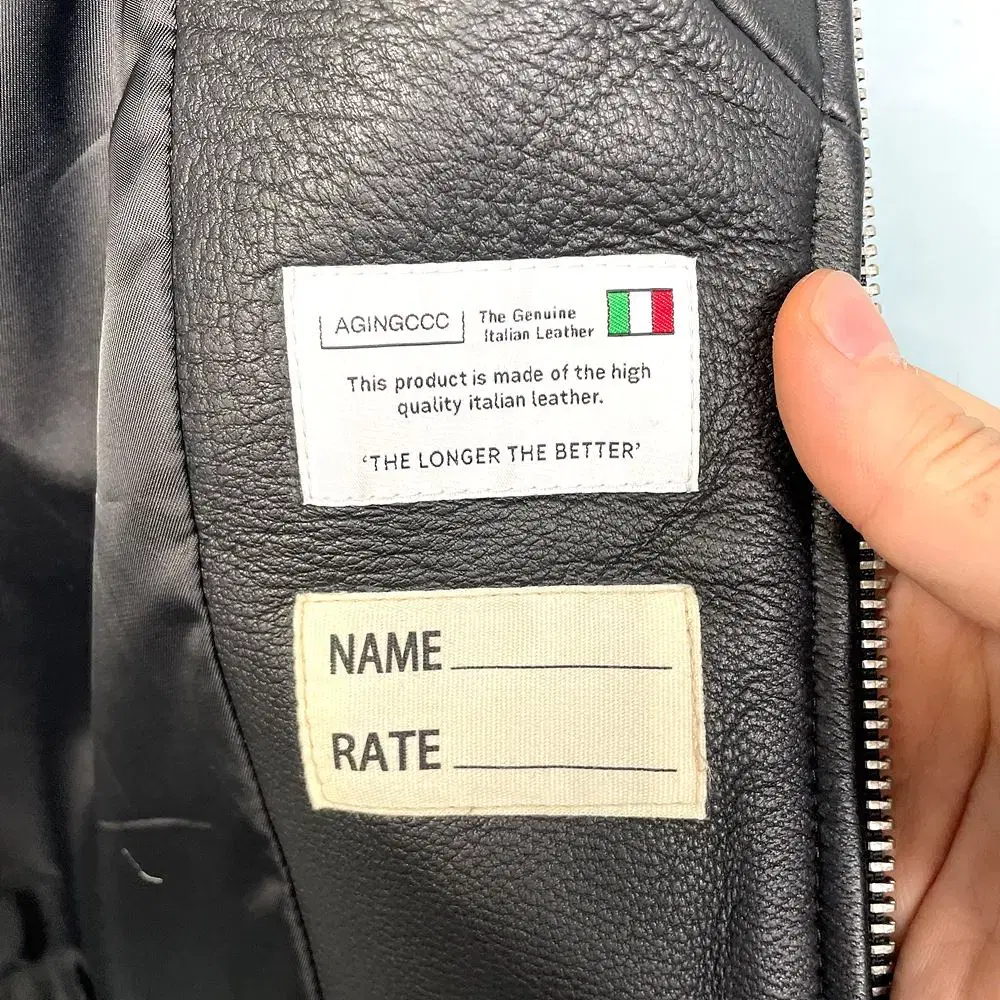 AGINGCCC
The Genuine
Italian Leather
This product is made of the high
quality italian leather.
‘THE LONGER THE BETTER’
NAME
RATE